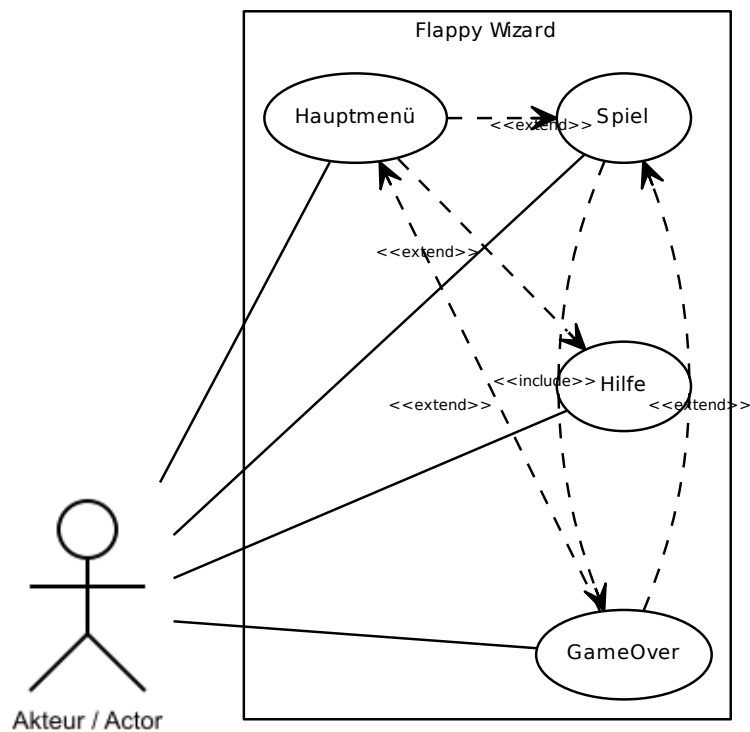 Flappy Wizard
Hauptmenü
<<extend>>
Spiel
<<extend>>
<<include>>
Hilfe
<<extend>>
<<extend>>
GameOver
Akteur / Actor